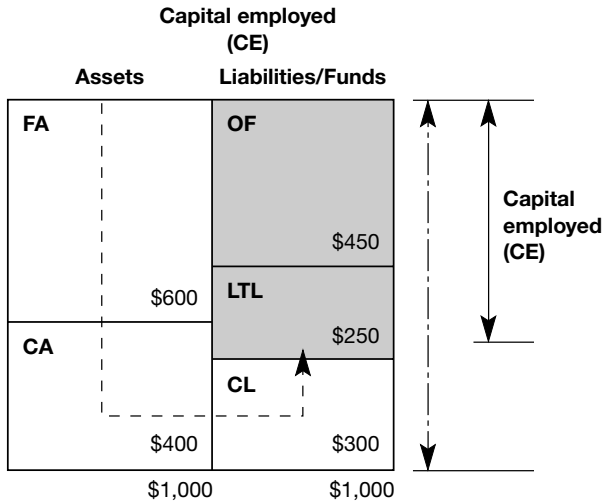 Capital employed
(CE)
Assets
Liabilities/Funds
FA
OF
$450
$600
LTL
$250
CA
CL
$400
$300
$1,000
$1,000
Capital
employed
(CE)